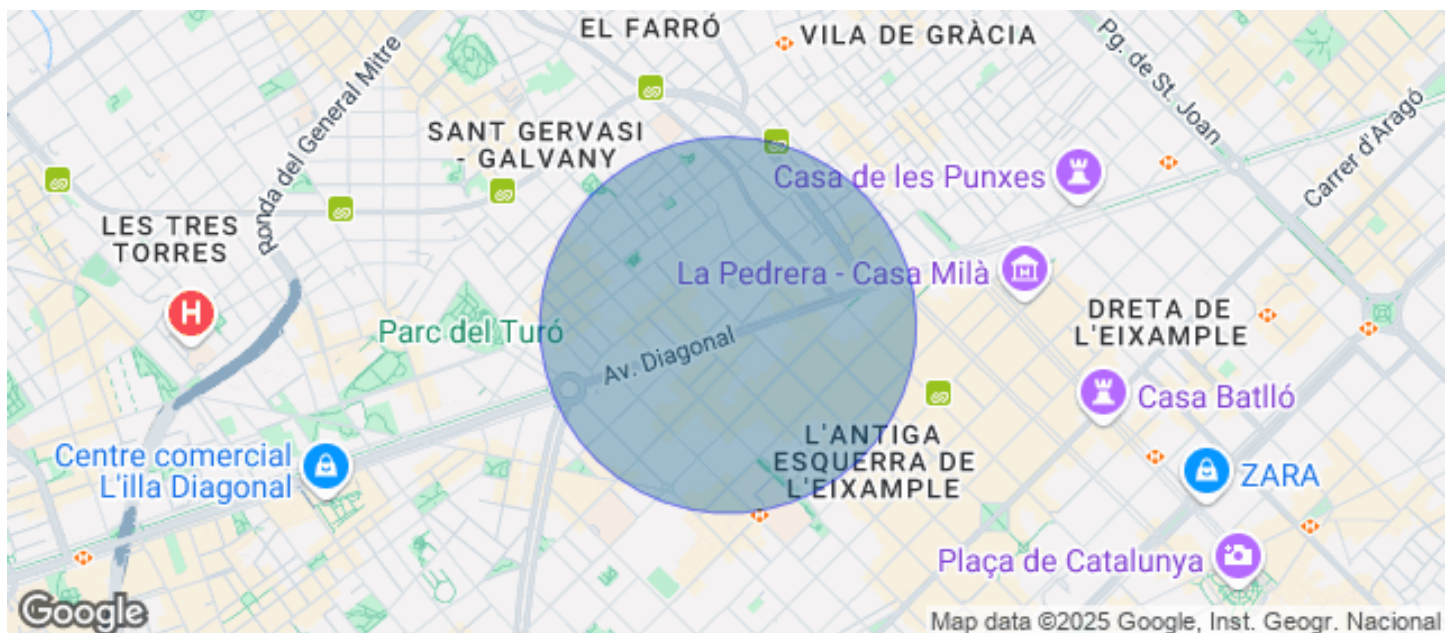 EL FARRÓ
VILA DE GRÀCIA
Pg. de St. Joan
Ronda del General Mitre
Carrer d'Aragó
SANT GERVASI
- GALVANY
Casa de les Punxes
LES TRES
TORRES
La Pedrera - Casa Milà
H
DRETA DE
L'EIXAMPLE
Parc del Turó
Av. Diagonal
Casa Batlló
L'ANTIGA
ESQUERRA DE
L'EIXAMPLE
Centre comercial
L'illa Diagonal
ZARA
Plaça de Catalunya
Google
Map data ©2025 Google, Inst. Geogr. Nacional